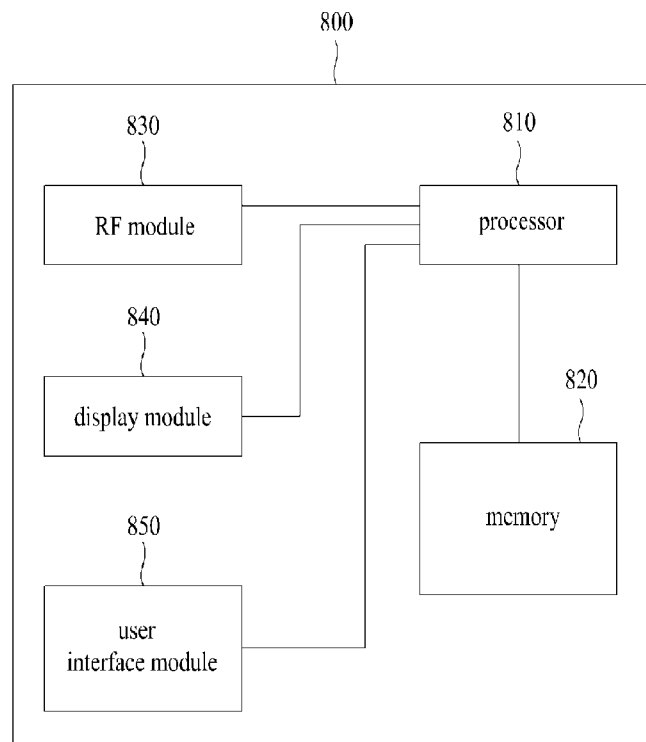 800
830
810
RF module
processor
840
820
display module
memory
850
user
interface module